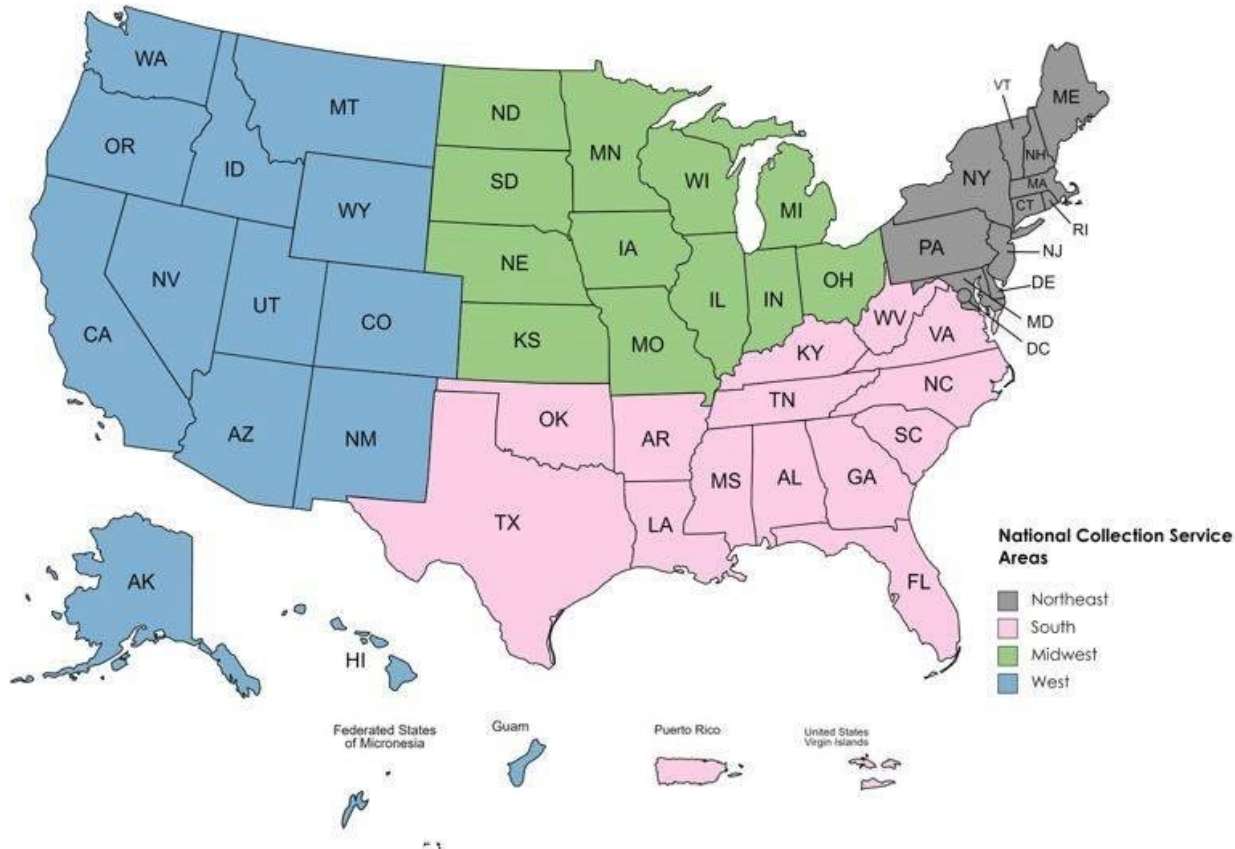 WA
MT
ND
MN
VT
ME
OR
ID
SD
WI
MI
NY
NH
MA
CT
RI
WY
NE
IA
PA
NJ
NV
UT
CO
IL
IN
OH
DE
CA
KS
MO
WV
VA
MD
DC
KY
AZ
NM
OK
AR
TN
NC
SC
TX
LA
MS
AL
GA
FL
AK
HI
National Collection Service
Areas
Northeast
South
Midwest
West
Federated States
of Micronesia
Guam
Puerto Rico
United States
Virgin Islands